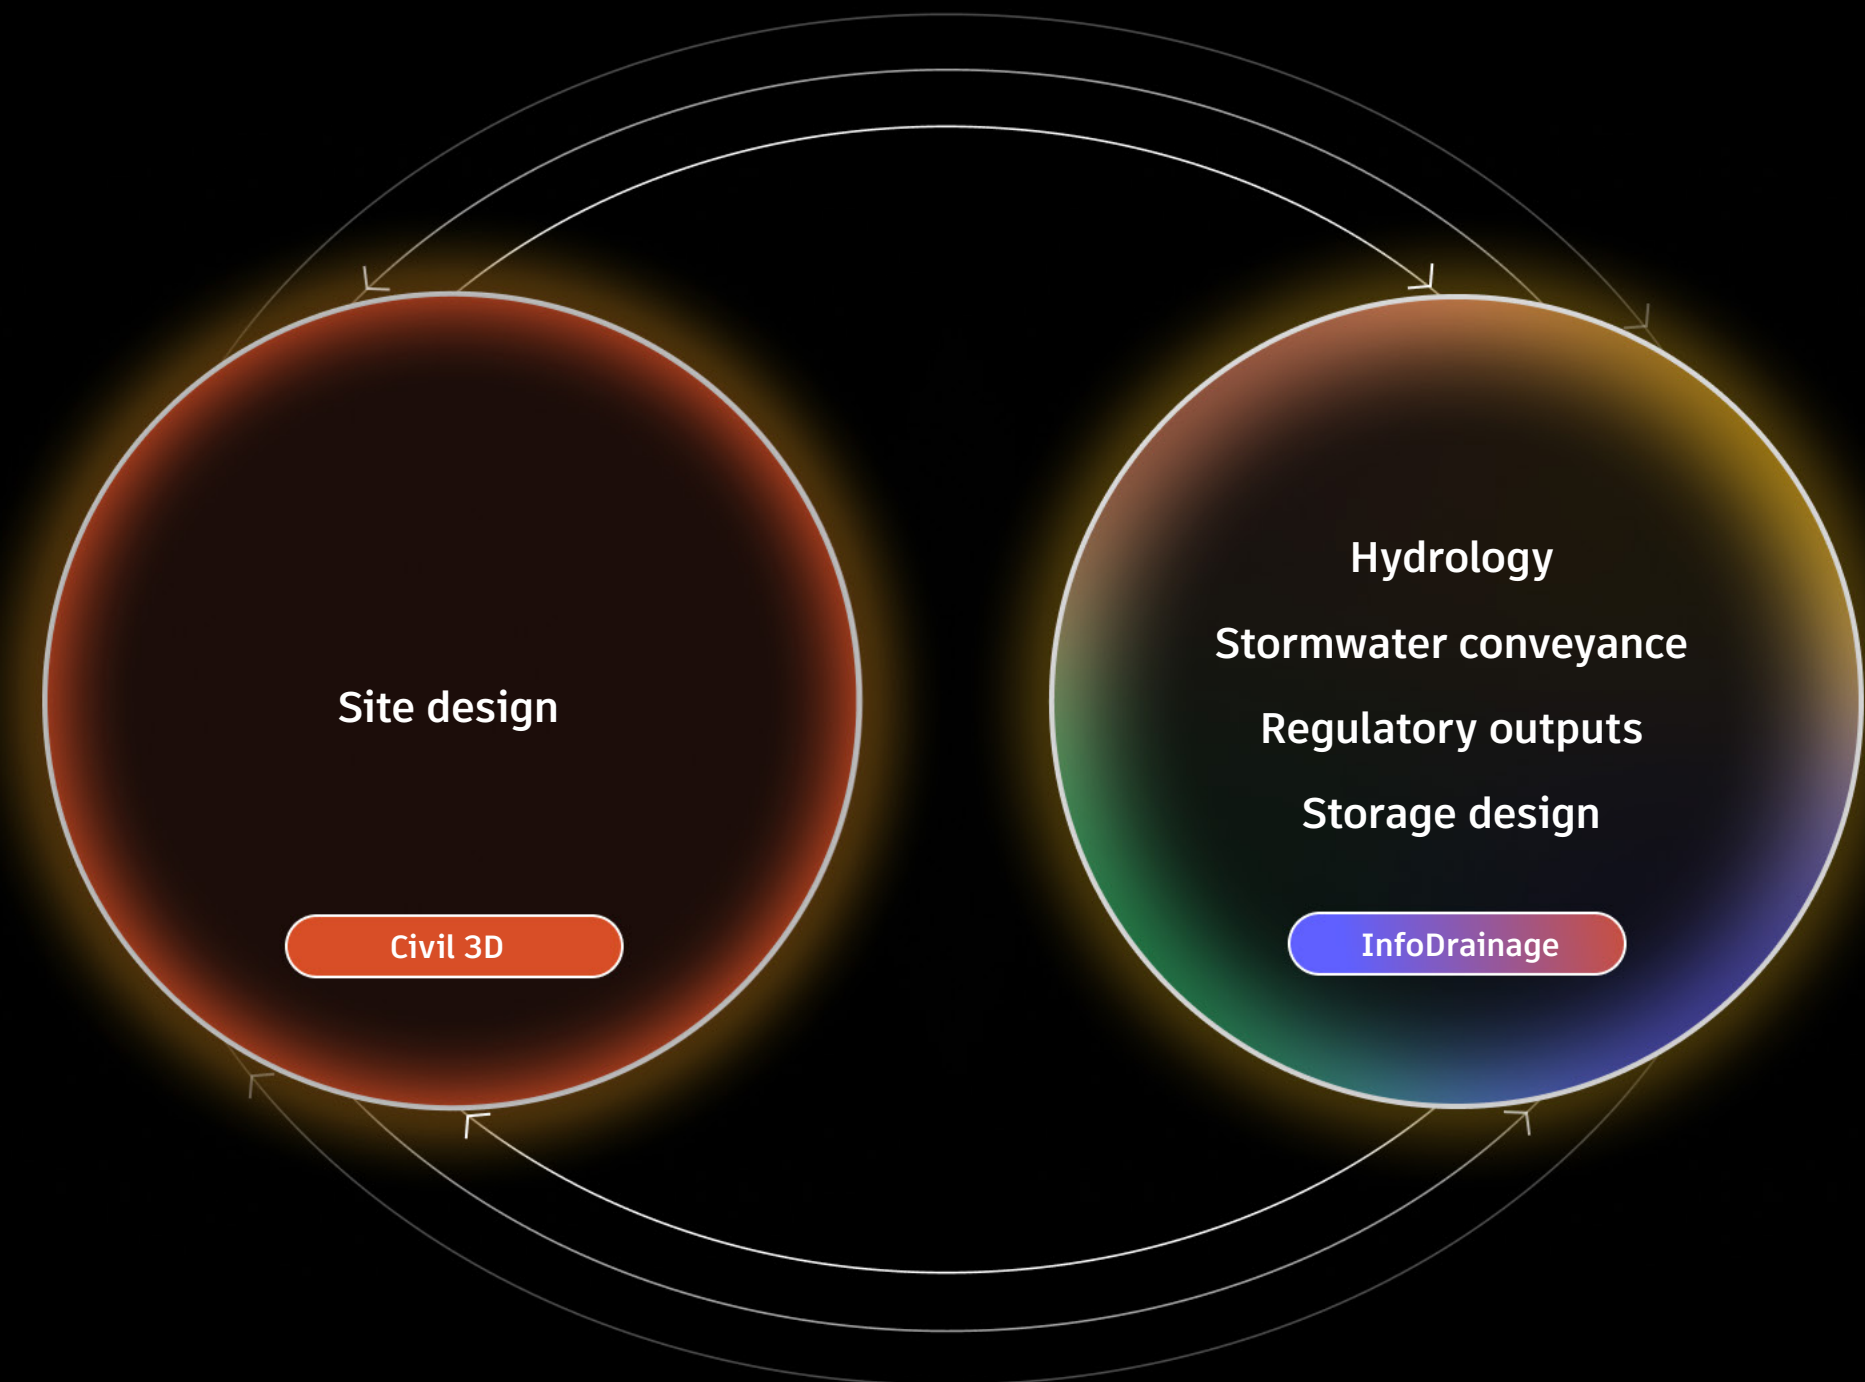 Site design
Civil 3D
Hydrology
Stormwater conveyance
Regulatory outputs
Storage design
InfoDrainage